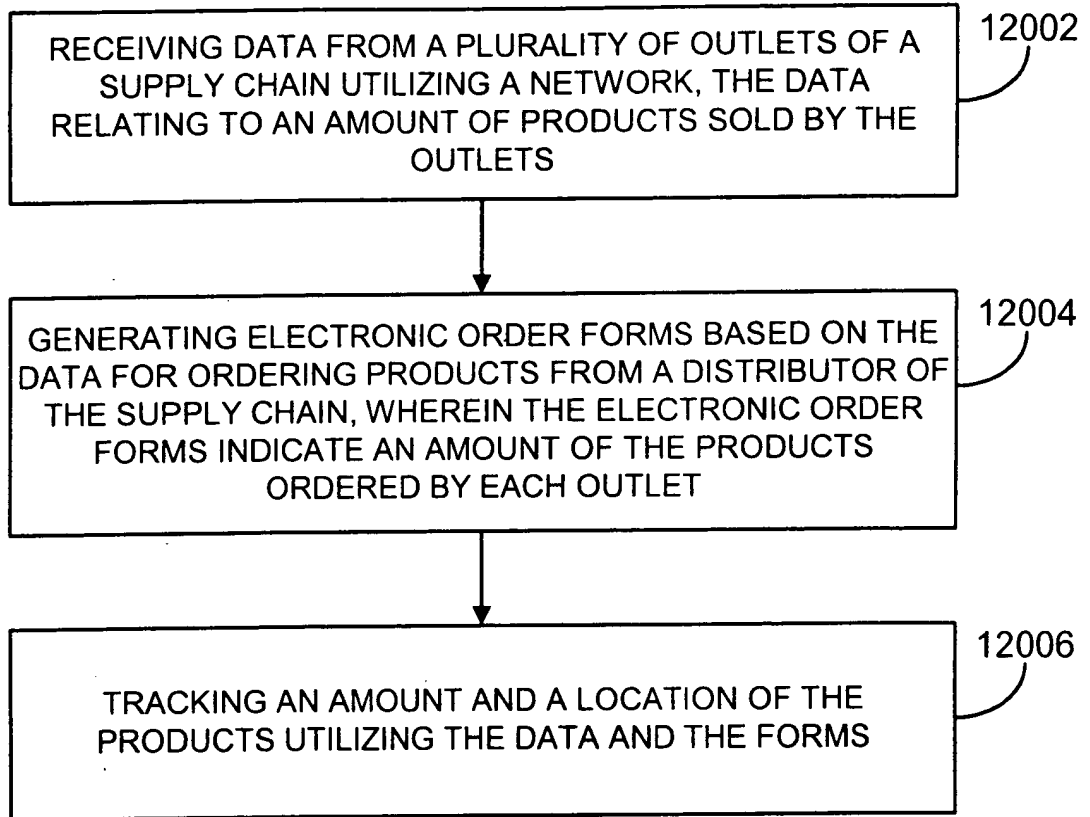 RECEIVING DATA FROM A PLURALITY OF OUTLETS OF A
SUPPLY CHAIN UTILIZING A NETWORK, THE DATA
RELATING TO AN AMOUNT OF PRODUCTS SOLD BY THE
OUTLETS
12002
GENERATING ELECTRONIC ORDER FORMS BASED ON THE
DATA FOR ORDERING PRODUCTS FROM A DISTRIBUTOR OF
THE SUPPLY CHAIN, WHEREIN THE ELECTRONIC ORDER
FORMS INDICATE AN AMOUNT OF THE PRODUCTS
ORDERED BY EACH OUTLET
12004
TRACKING AN AMOUNT AND A LOCATION OF THE
PRODUCTS UTILIZING THE DATA AND THE FORMS
12006